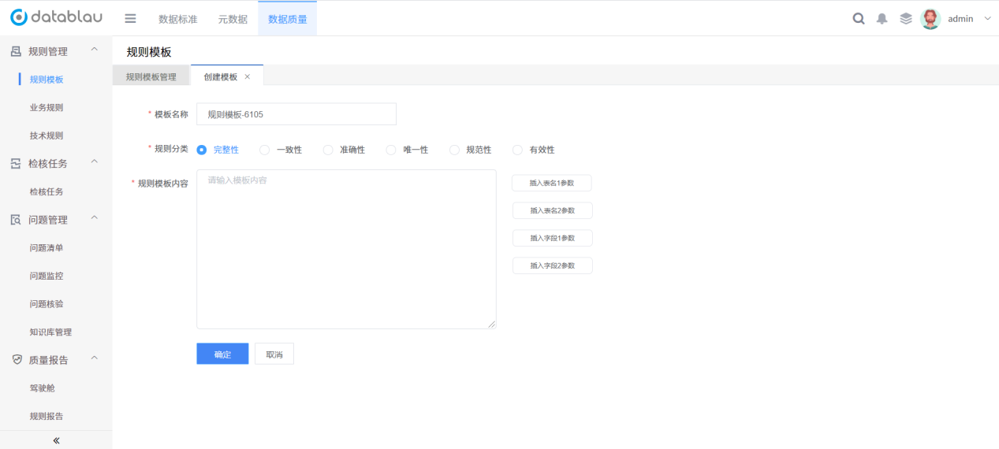 datablau
数据标准 元数据 数据质量
admin
规则管理
规则模板
业务规则
技术规则
检核任务
检核任务
问题管理
问题清单
问题监控
问题核验
知识库管理
质量报告
驾驶舱
规则报告
规则模板
规则模板管理 创建模板 ×
* 模板名称 规则模板-6105
* 规则分类 完整性 一致性 准确性 唯一性 规范性 有效性
* 规则模板内容 请输入模板内容
插入表名1参数
插入表名2参数
插入字段1参数
插入字段2参数
确定 取消